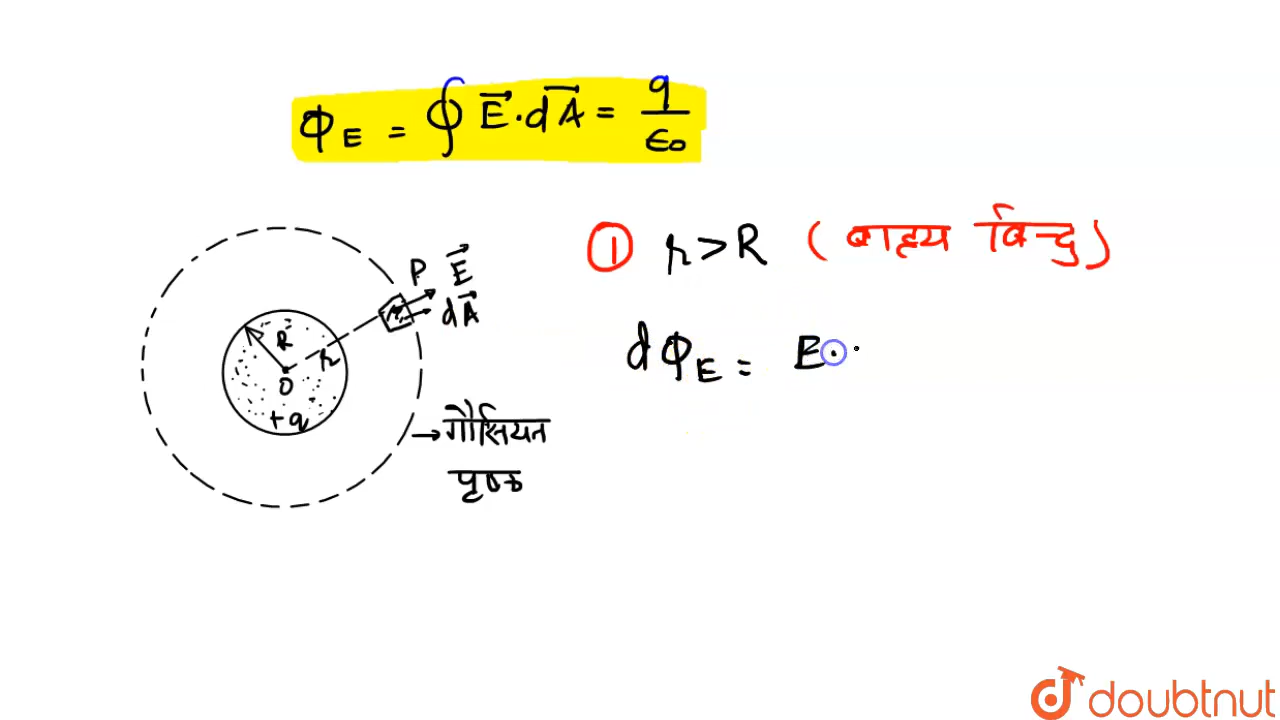 ϕ_E = ∮ E⃗·dA⃗ = q/ε₀
① r > R (बाह्य बिन्दु)
P E⃗
dA⃗
R
r
O
+q
dϕ_E = E·
→ गौसियन
पृष्ठ
doubtnut